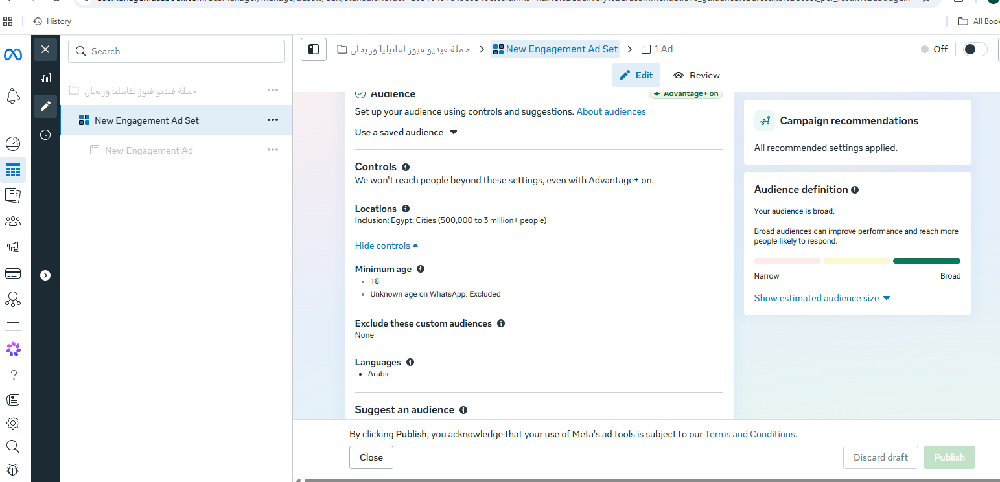 History
All Book
Search
حملة فيديو فيوز لفانيليا وريحان
New Engagement Ad Set
New Engagement Ad
حملة فيديو فيوز لفانيليا وريحان
New Engagement Ad Set
1 Ad
Off
Edit
Review
Audience
Advantage+ on
Set up your audience using controls and suggestions. About audiences
Use a saved audience
Controls
We won't reach people beyond these settings, even with Advantage+ on.
Locations
Inclusion: Egypt: Cities (500,000 to 3 million+ people)
Hide controls
Minimum age
18
Unknown age on WhatsApp: Excluded
Exclude these custom audiences
None
Languages
Arabic
Suggest an audience
Campaign recommendations
All recommended settings applied.
Audience definition
Your audience is broad.
Broad audiences can improve performance and reach more
people likely to respond.
Narrow
Broad
Show estimated audience size
By clicking Publish, you acknowledge that your use of Meta's ad tools is subject to our Terms and Conditions.
Close
Discard draft
Publish